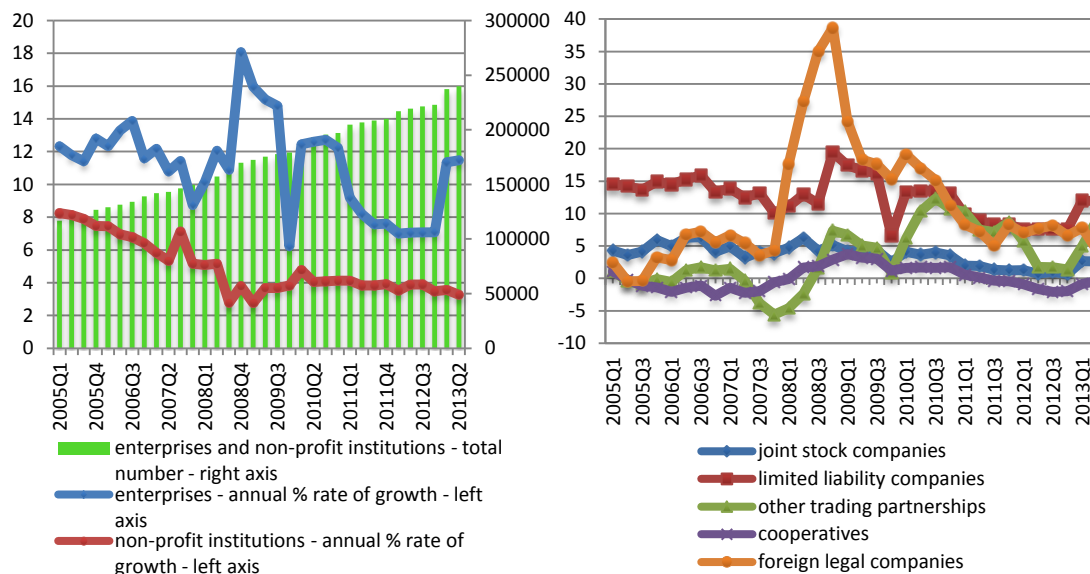 20
18
16
14
12
10
8
6
4
2
0
300000
250000
200000
150000
100000
50000
0
2005Q1
2005Q4
2006Q3
2007Q2
2008Q1
2008Q4
2009Q3
2010Q2
2011Q1
2011Q4
2012Q3
2013Q2
enterprises and non-profit institutions - total
number - right axis
enterprises - annual % rate of growth - left
axis
non-profit institutions - annual % rate of
growth - left axis
40
35
30
25
20
15
10
5
0
-5
-10
2005Q1
2005Q3
2006Q1
2006Q3
2007Q1
2007Q3
2008Q1
2008Q3
2009Q1
2009Q3
2010Q1
2010Q3
2011Q1
2011Q3
2012Q1
2012Q3
2013Q1
joint stock companies
limited liability companies
other trading partnerships
cooperatives
foreign legal companies